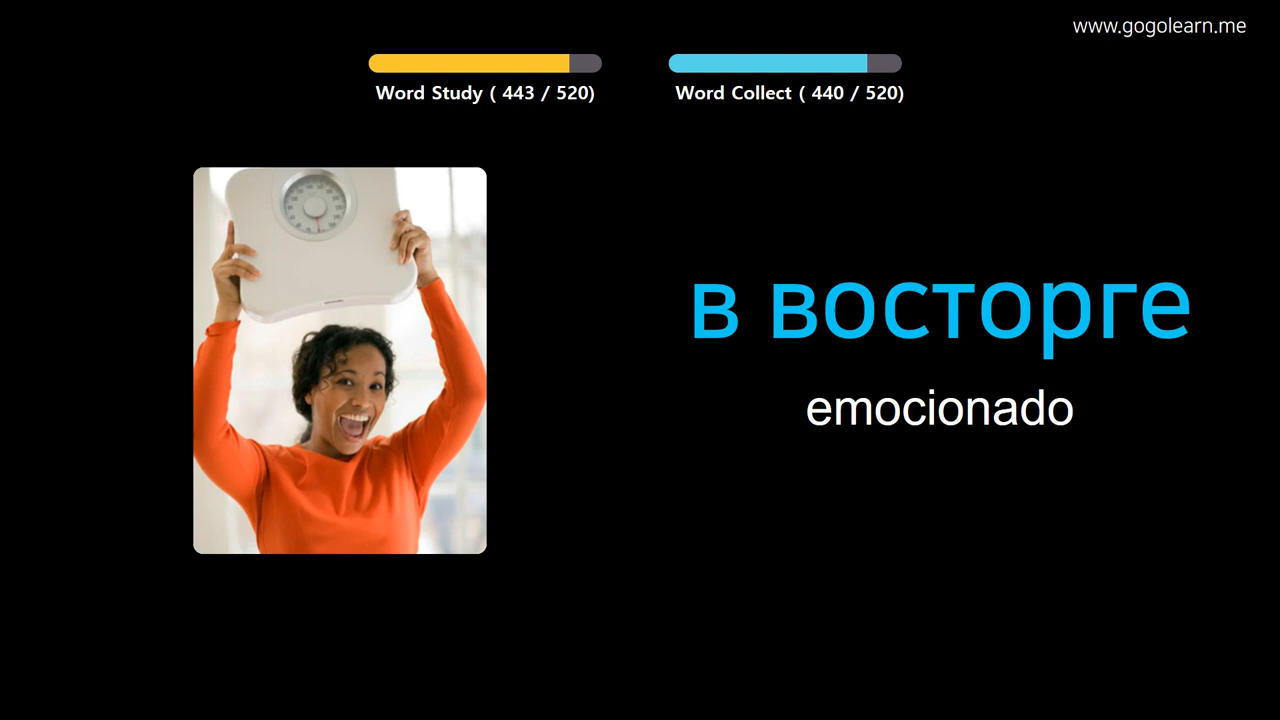 www.gogolearn.me
Word Study ( 443 / 520)
Word Collect ( 440 / 520)
в восторге
emocionado